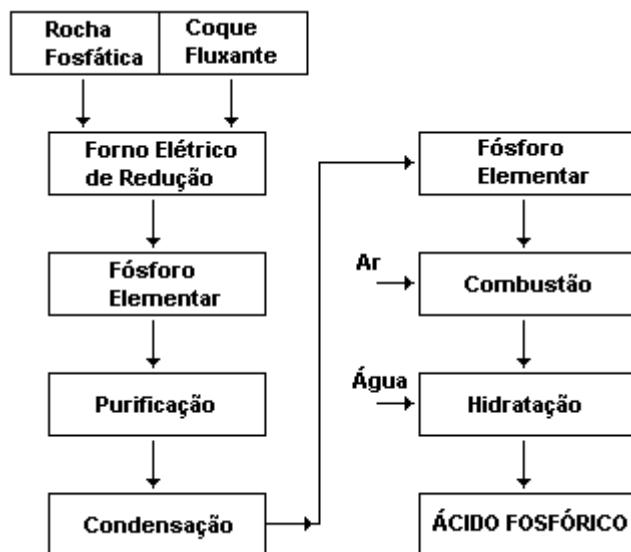 Rocha
Fosfática
Coque
Fluxante
Forno Elétrico
de Redução
Fósforo
Elementar
Purificação
Condensação
Fósforo
Elementar
Ar
Combustão
Água
Hidratação
ÁCIDO FOSFÓRICO